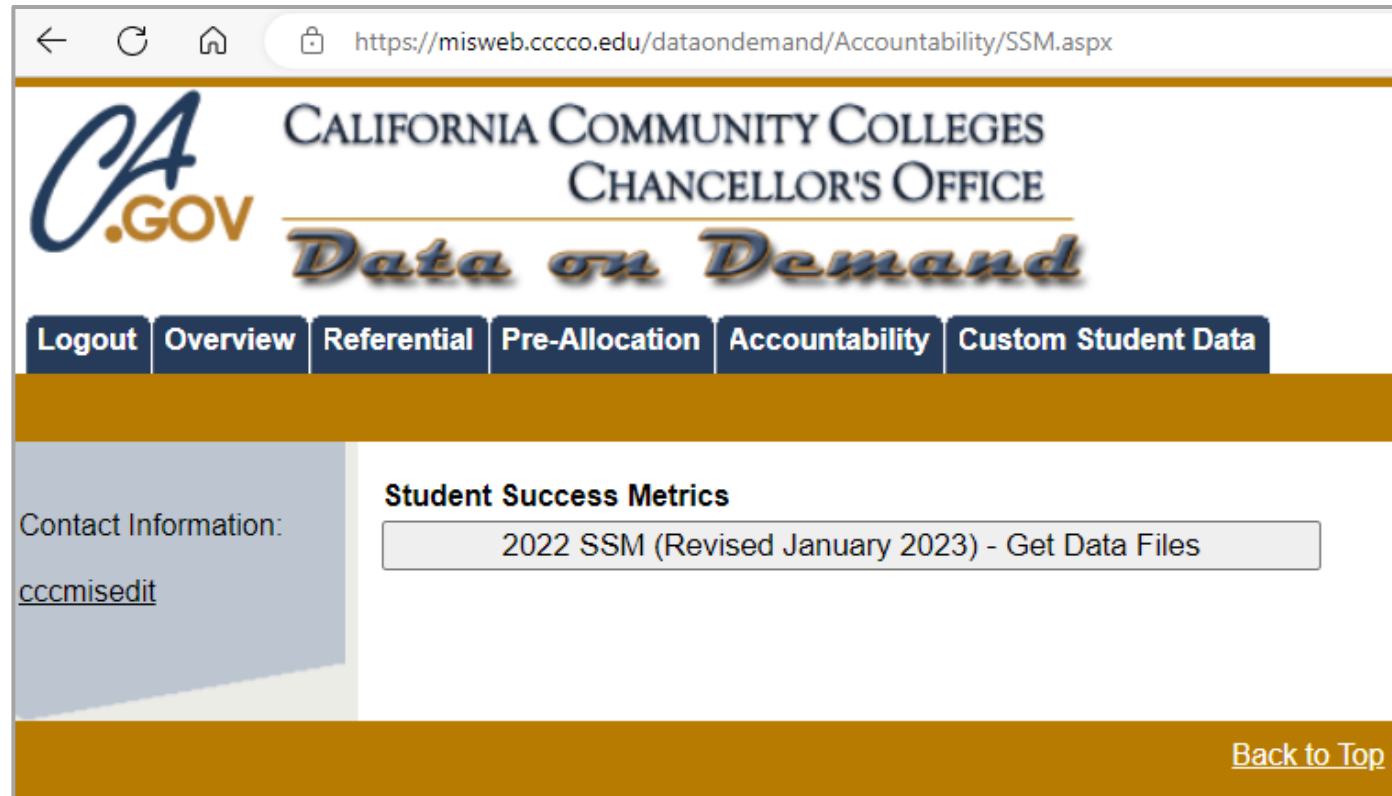 https://misweb.cccco.edu/dataondemand/Accountability/SSM.aspx
CA
.GOV
CALIFORNIA COMMUNITY COLLEGES
CHANCELLOR'S OFFICE
Data on Demand
Logout Overview Referential Pre-Allocation Accountability Custom Student Data
Contact Information:
cccmisedit
Student Success Metrics
2022 SSM (Revised January 2023) - Get Data Files
Back to Top